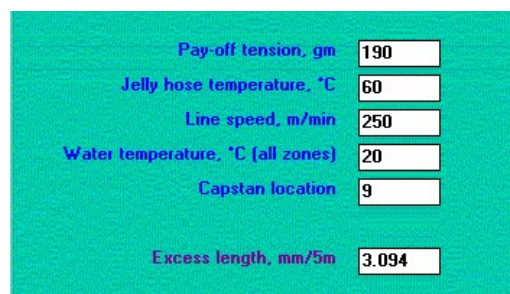 Pay-off tension, gm 190
Jelly hose temperature, °C 60
Line speed, m/min 250
Water temperature, °C (all zones) 20
Capstan location 9
Excess length, mm/5m 3.094